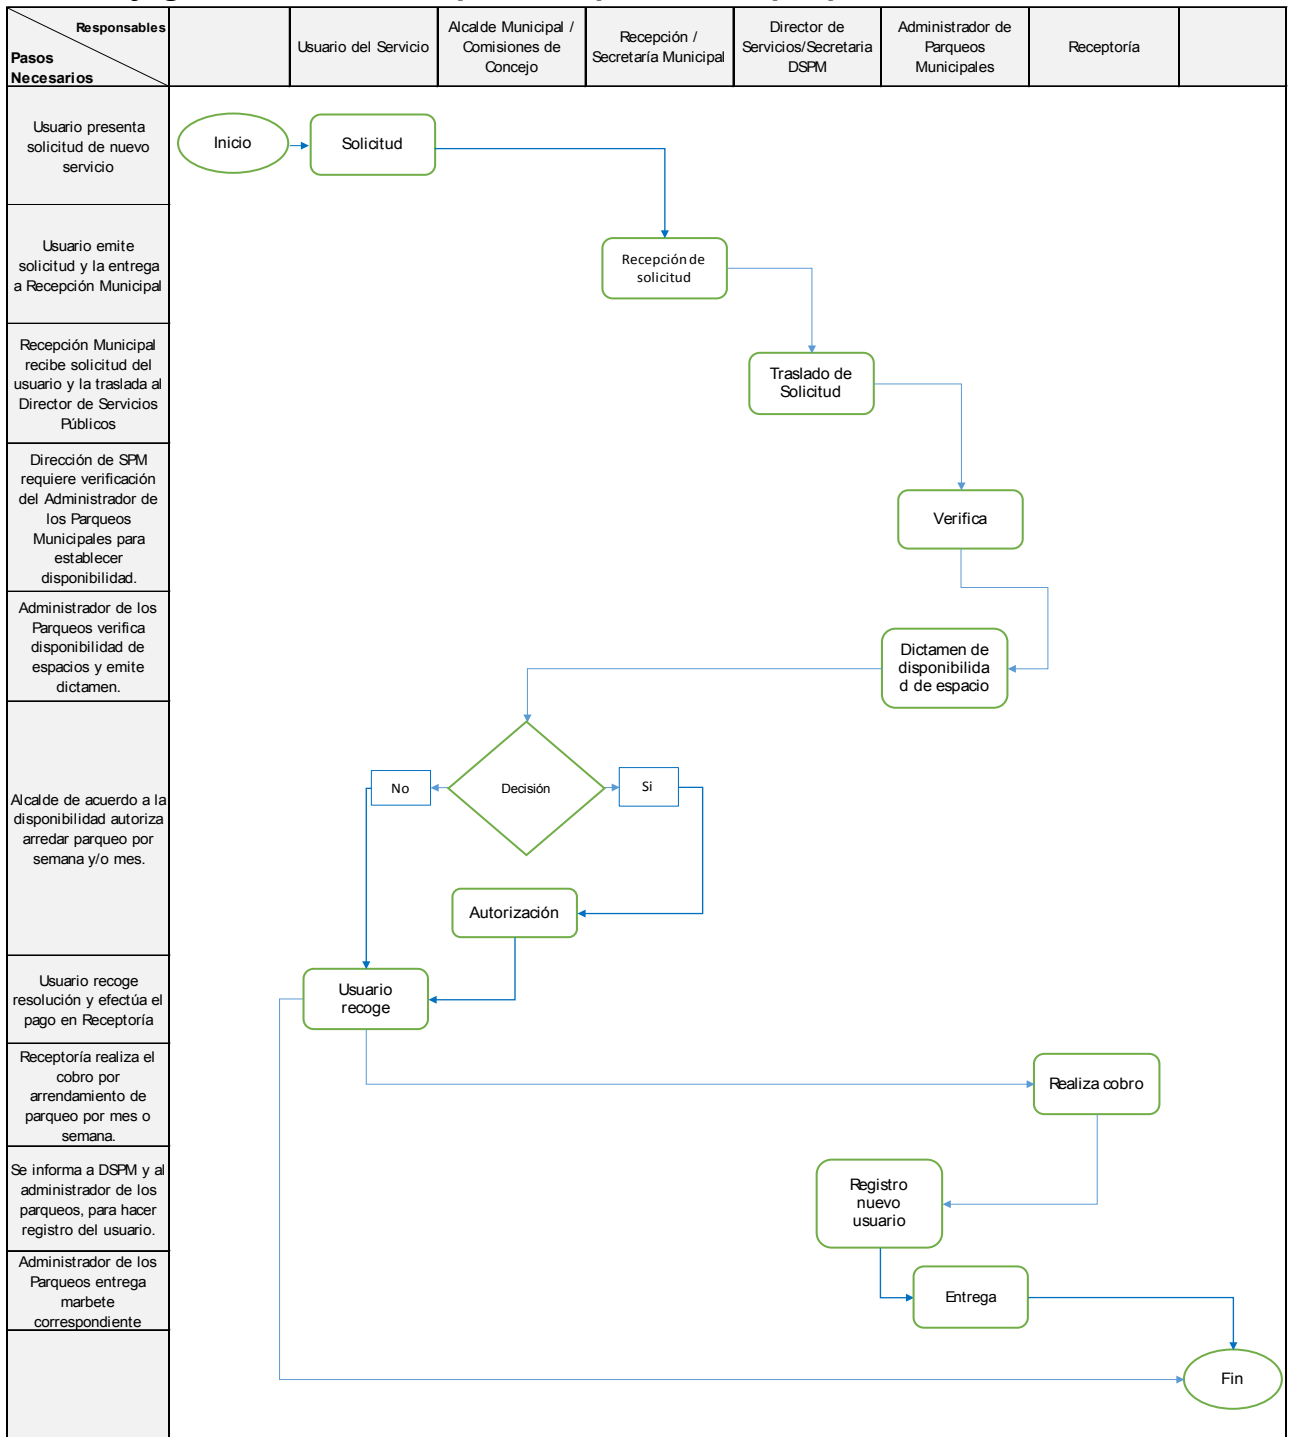 Responsables
Pasos
Necesarios
Usuario del Servicio
Alcalde Municipal /
Comisiones de
Concejo
Recepción /
Secretaría Municipal
Director de
Servicios/Secretaria
DSPM
Administrador de
Parqueos
Municipales
Receptoría
Usuario presenta
solicitud de nuevo
servicio
Inicio
Solicitud
Usuario emite
solicitud y la entrega
a Recepción Municipal
Recepción de
solicitud
Recepción Municipal
recibe solicitud del
usuario y la traslada al
Director de Servicios
Públicos
Traslado de
Solicitud
Dirección de SPM
requiere verificación
del Administrador de
los Parqueos
Municipales para
establecer
disponibilidad.
Verifica
Administrador de los
Parqueos verifica
disponibilidad de
espacios y emite
dictamen.
Dictamen de
disponibilida
d de espacio
Alcalde de acuerdo a la
disponibilidad autoriza
arredar parqueo por
semana y/o mes.
No
Decisión
Si
Autorización
Usuario recoge
resolución y efectúa el
pago en Receptoría
Usuario
recoge
Receptoría realiza el
cobro por
arrendamiento de
parqueo por mes o
semana.
Realiza cobro
Se informa a DSPM y al
administrador de los
parqueos, para hacer
registro del usuario.
Registro
nuevo
usuario
Administrador de los
Parqueos entrega
marbete
correspondiente
Entrega
Fin